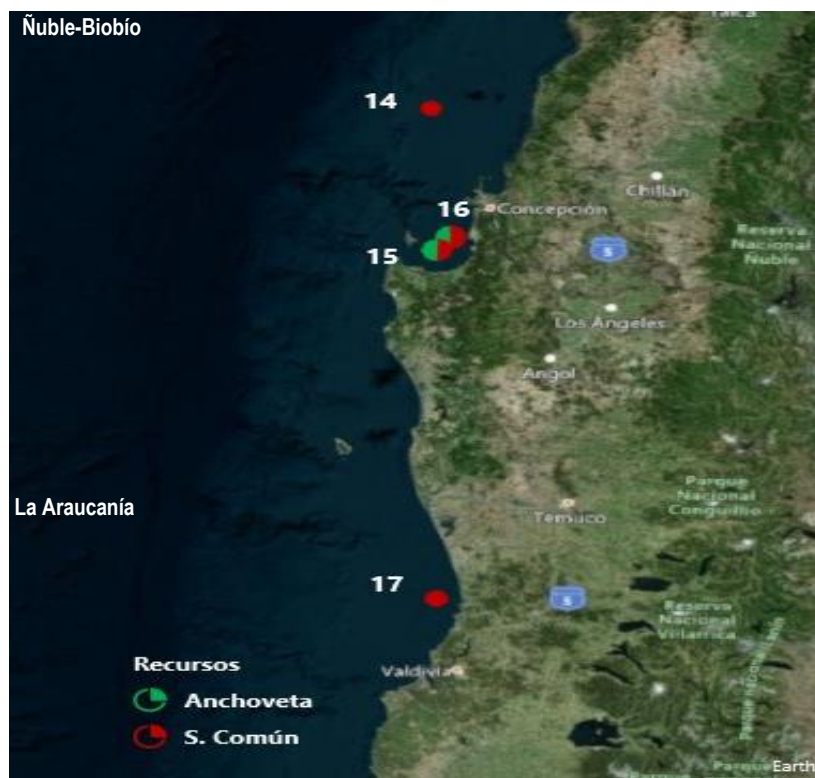 Ñuble-Biobío
14
Chillán
16
Concepción
Reserva
Nacional
Ñuble
15
5
Los Ángeles
Angol
Parque
Nacional
Conguillío
La Araucanía
Temuco
17
5
Reserva
Nacional
Villarrica
Recursos
Valdivia
Anchoveta
S. Común
Earth